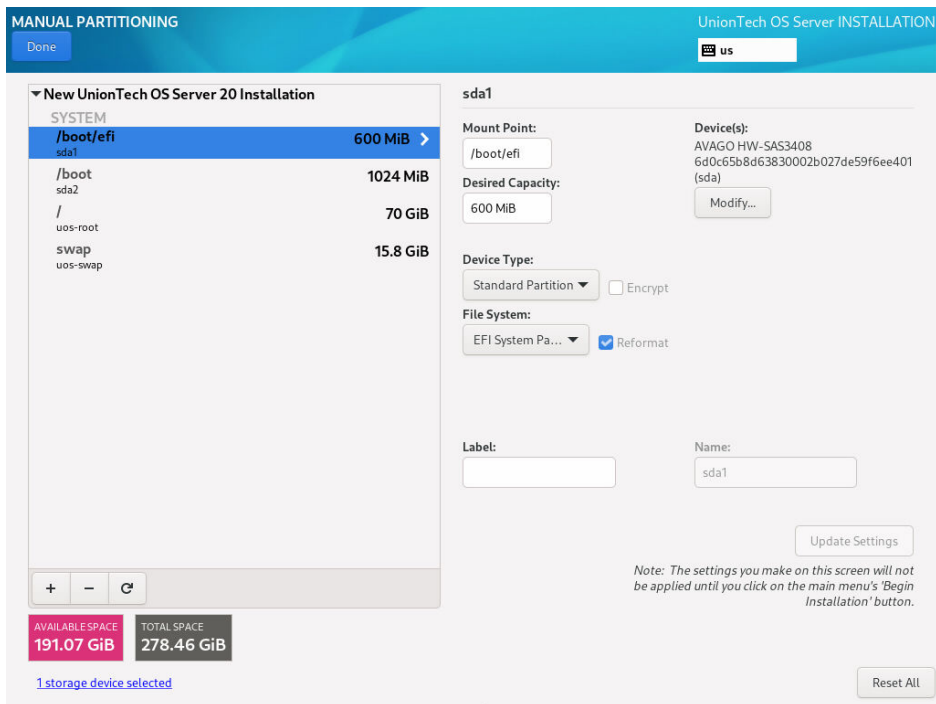 MANUAL PARTITIONING
UnionTech OS Server INSTALLATION
Done
us
New UnionTech OS Server 20 Installation
SYSTEM
/boot/efi
600 MiB
sda1
/boot
1024 MiB
sda2
/
70 GiB
uos-root
swap
15.8 GiB
uos-swap
+ −
AVAILABLE SPACE
191.07 GiB
TOTAL SPACE
278.46 GiB
1 storage device selected
sda1
Mount Point:
/boot/efi
Desired Capacity:
600 MiB
Device(s):
AVAGO HW-SAS3408
6d0c65b8d63830002b027de59f6ee401
(sda)
Modify...
Device Type:
Standard Partition
Encrypt
File System:
EFI System Pa...
Reformat
Label:
Name:
sda1
Update Settings
Note: The settings you make on this screen will not
be applied until you click on the main menu's 'Begin
Installation' button.
Reset All